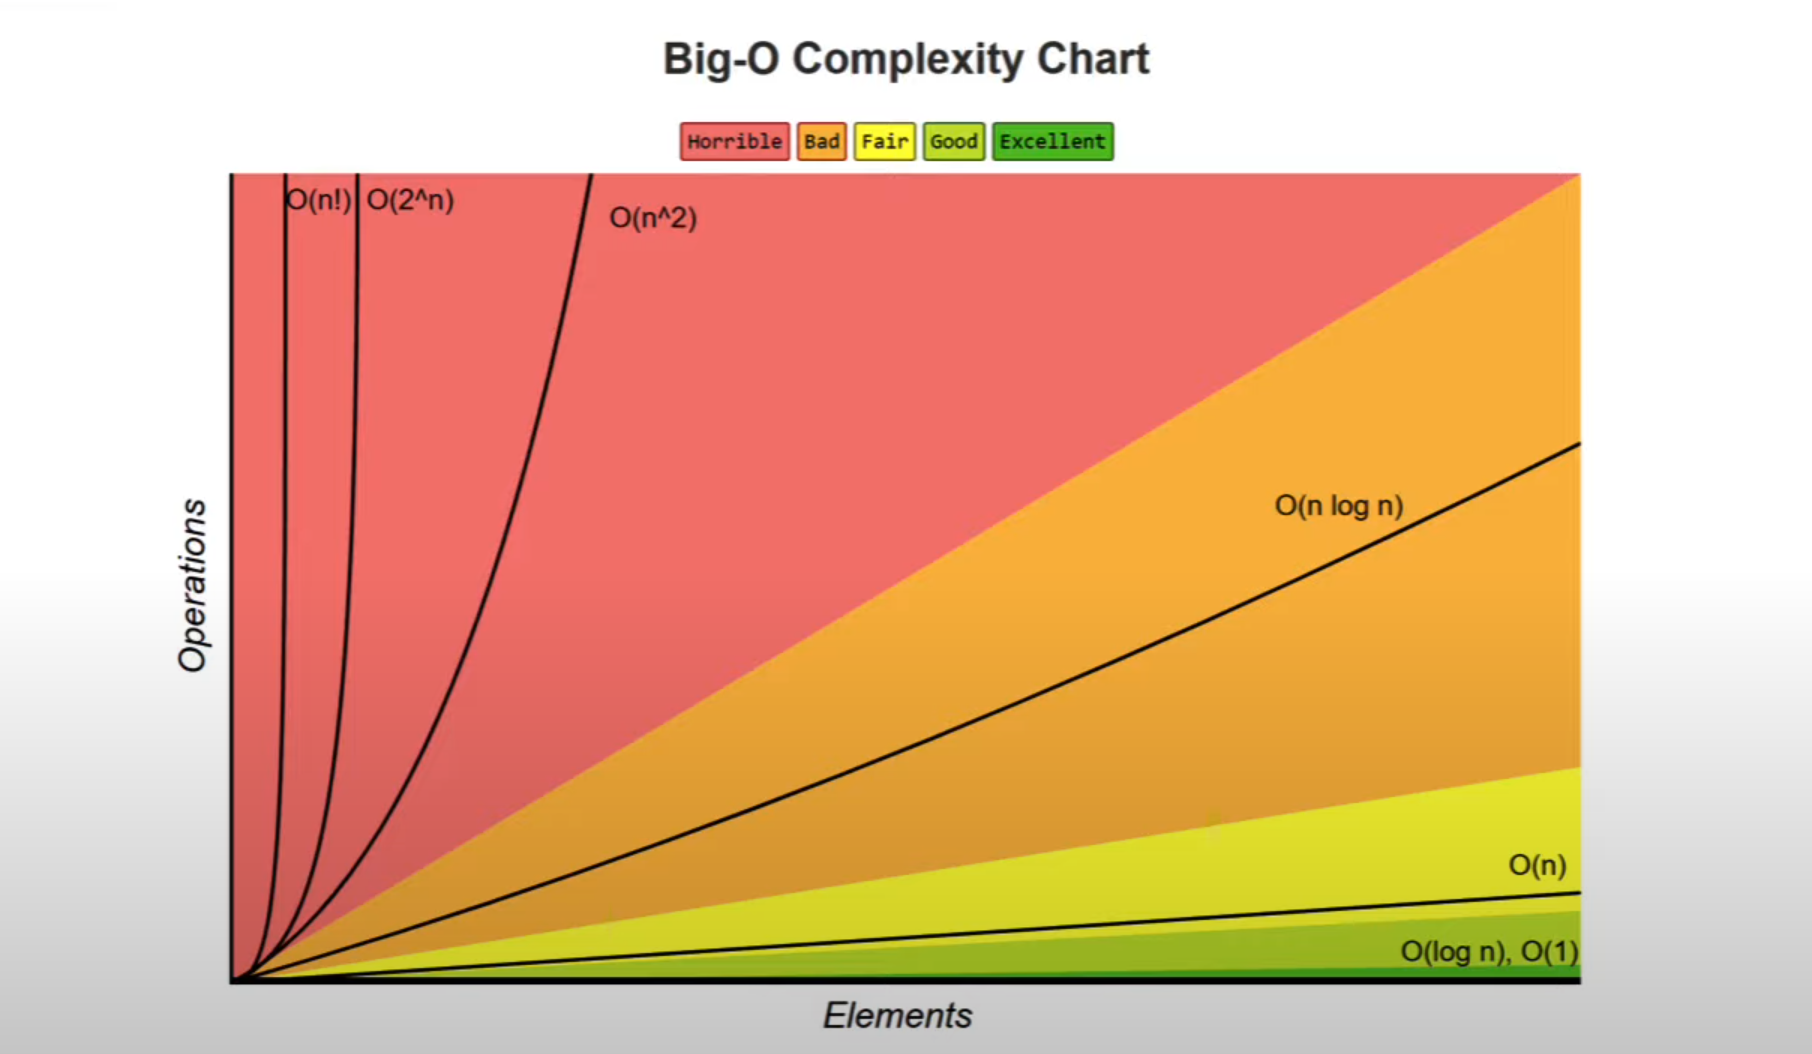 Big-O Complexity Chart
Horrible Bad Fair Good Excellent
O(n!) O(2^n)
O(n^2)
O(n log n)
Operations
O(n)
O(log n), O(1)
Elements